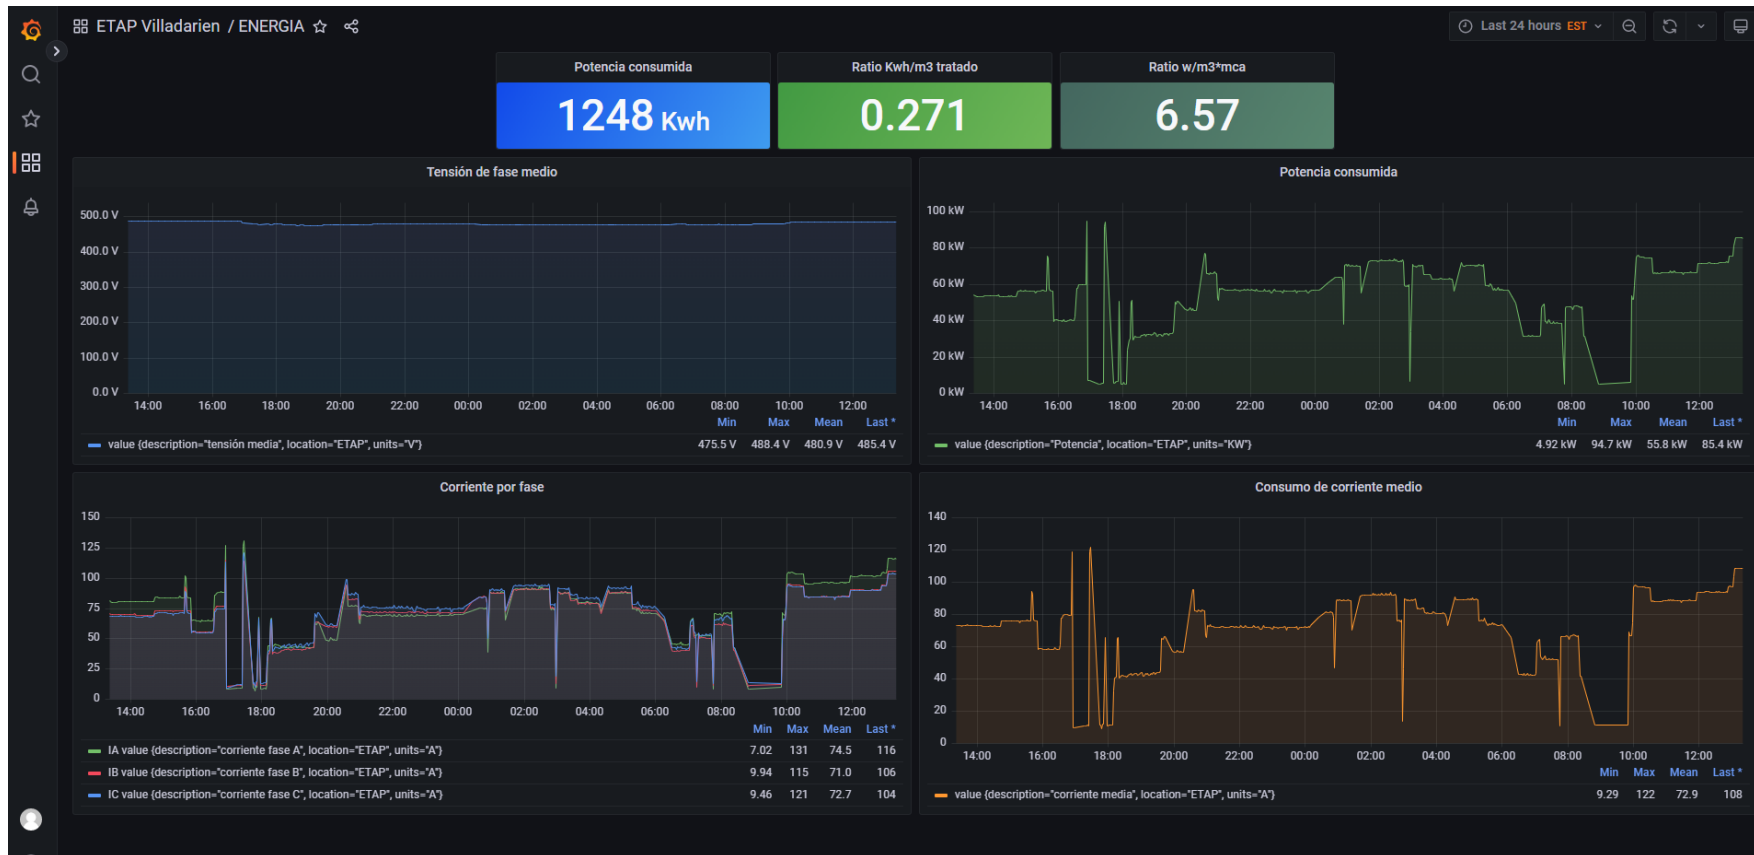 ETAP Villadarien / ENERGIA
Last 24 hours EST
Potencia consumida
1248 Kwh
Ratio Kwh/m3 tratado
0.271
Ratio w/m3*mca
6.57
Tensión de fase medio
500.0 V
400.0 V
300.0 V
200.0 V
100.0 V
0.0 V
14:00 16:00 18:00 20:00 22:00 00:00 02:00 04:00 06:00 08:00 10:00 12:00
Min Max Mean Last *
value {description="tensión media", location="ETAP", units="V"} 475.5 V 488.4 V 480.9 V 485.4 V
Potencia consumida
100 kW
80 kW
60 kW
40 kW
20 kW
0 kW
14:00 16:00 18:00 20:00 22:00 00:00 02:00 04:00 06:00 08:00 10:00 12:00
Min Max Mean Last *
value {description="Potencia", location="ETAP", units="KW"} 4.92 kW 94.7 kW 55.8 kW 85.4 kW
Corriente por fase
150
125
100
75
50
25
0
14:00 16:00 18:00 20:00 22:00 00:00 02:00 04:00 06:00 08:00 10:00 12:00
Min Max Mean Last *
IA value {description="corriente fase A", location="ETAP", units="A"} 7.02 131 74.5 116
IB value {description="corriente fase B", location="ETAP", units="A"} 9.94 115 71.0 106
IC value {description="corriente fase C", location="ETAP", units="A"} 9.46 121 72.7 104
Consumo de corriente medio
140
120
100
80
60
40
20
0
14:00 16:00 18:00 20:00 22:00 00:00 02:00 04:00 06:00 08:00 10:00 12:00
Min Max Mean Last *
value {description="corriente media", location="ETAP", units="A"} 9.29 122 72.9 108